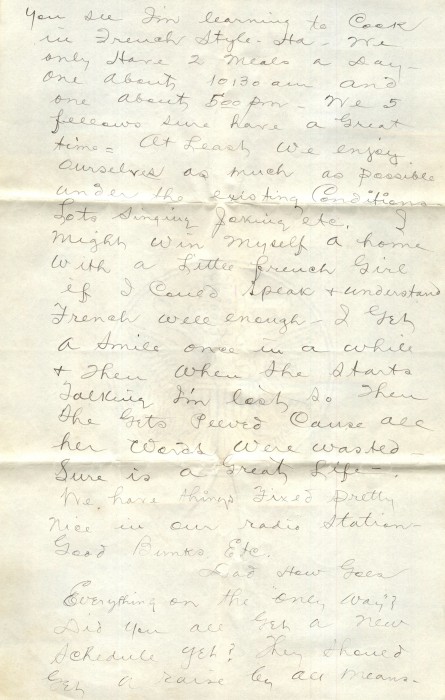 You see I'm learning to Cook
in French Style - Ha - We
only Have 2 Meals a Day -
one About 10:30 am and
one About 500 pm - We 5
fellows sure have a Great
time = At Least We enjoy
Ourselves as much as possible
under the existing Conditions
Lots Singing Joking etc. I
Might Win Myself a home
With a Little French Girl
if I Could Speak + understand
French well enough - I Get
A Smile once in a while
+ Then When She Starts
Talking I'm lost So Then
She Gets Peeved Cause all
her Words Were wasted -
Sure is a Great Life -.
We have things Fixed pretty
Nice in our radio Station -
Good Bunks, Etc.
Dad How Goes
Everything on the "only Way"?
Did You all Get a New
Schedule Yet? They Should
Get a raise by all Means -